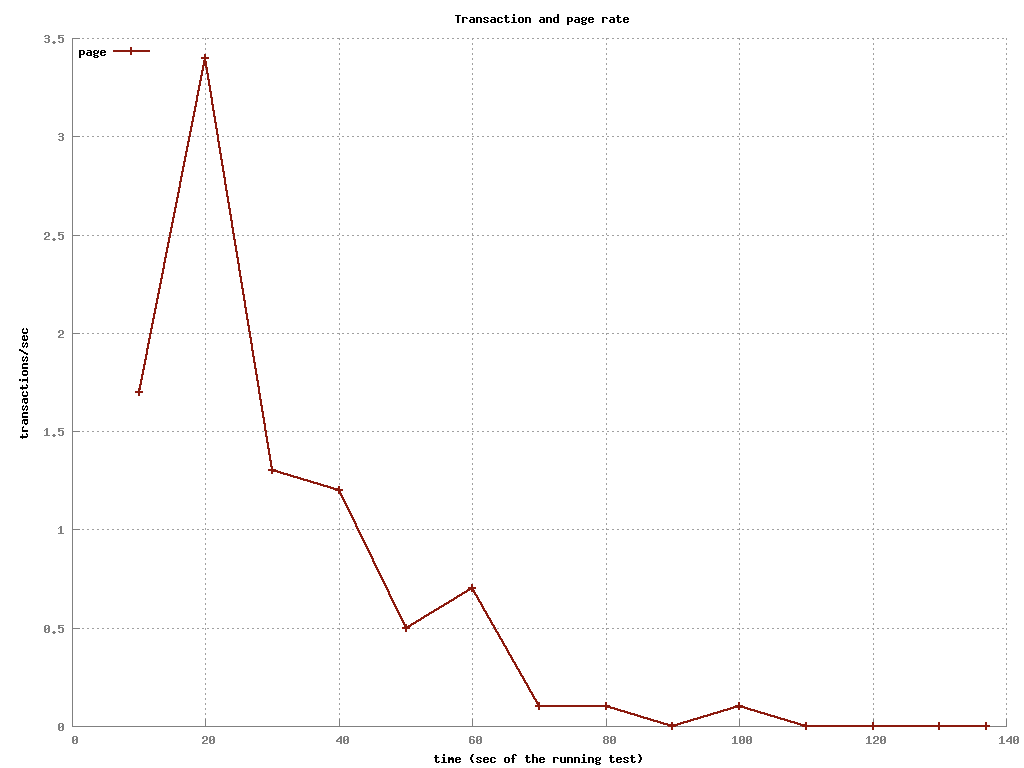 Transaction and page rate
3.5
page
3
2.5
2
1.5
1
0.5
0
transactions/sec
0 20 40 60 80 100 120 140
time (sec of the running test)